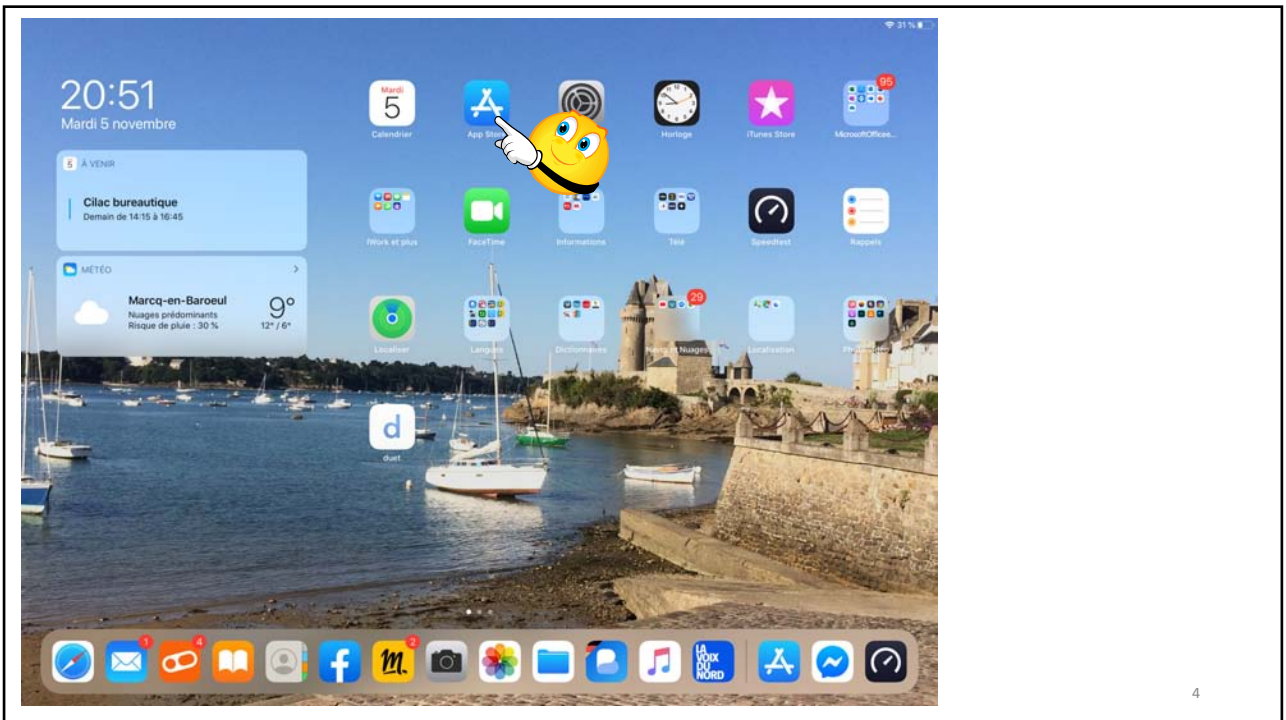 31 %
20:51
Mardi 5 novembre
5 À VENIR
Cilac bureautique
Demain de 14:15 à 16:45
MÉTÉO
Marcq-en-Baroeul
Nuages prédominants
Risque de pluie : 30 %
9°
12° / 6°
Mardi
5
95
Calendrier App Store Horloge iTunes Store MicrosoftOffices...
iWork et plus FaceTime Informations Télé Speedtest Rappels
29
Localiser Langues Dictionnaires Nuages Localisation
d
duet
1 4 2
f m
LA
VOIX
DU
NORD
4